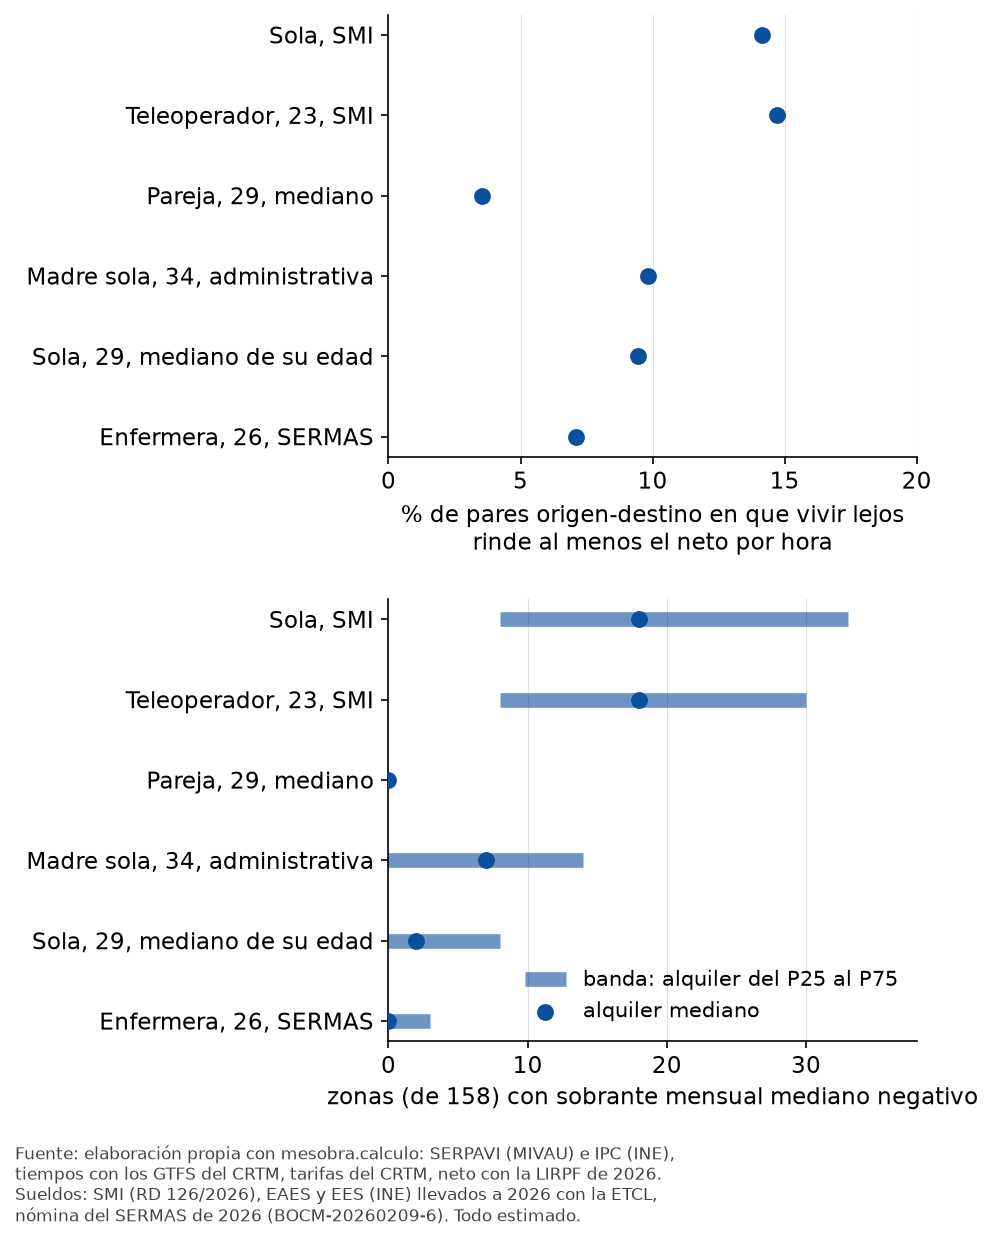 Sola, SMI
Teleoperador, 23, SMI
Pareja, 29, mediano
Madre sola, 34, administrativa
Sola, 29, mediano de su edad
Enfermera, 26, SERMAS
0 5 10 15 20
% de pares origen-destino en que vivir lejos
rinde al menos el neto por hora
Sola, SMI
Teleoperador, 23, SMI
Pareja, 29, mediano
Madre sola, 34, administrativa
Sola, 29, mediano de su edad
banda: alquiler del P25 al P75
alquiler mediano
Enfermera, 26, SERMAS
0 10 20 30
zonas (de 158) con sobrante mensual mediano negativo
Fuente: elaboración propia con mesobra.calculo: SERPAVI (MIVAU) e IPC (INE),
tiempos con los GTFS del CRTM, tarifas del CRTM, neto con la LIRPF de 2026.
Sueldos: SMI (RD 126/2026), EAES y EES (INE) llevados a 2026 con la ETCL,
nómina del SERMAS de 2026 (BOCM-20260209-6). Todo estimado.